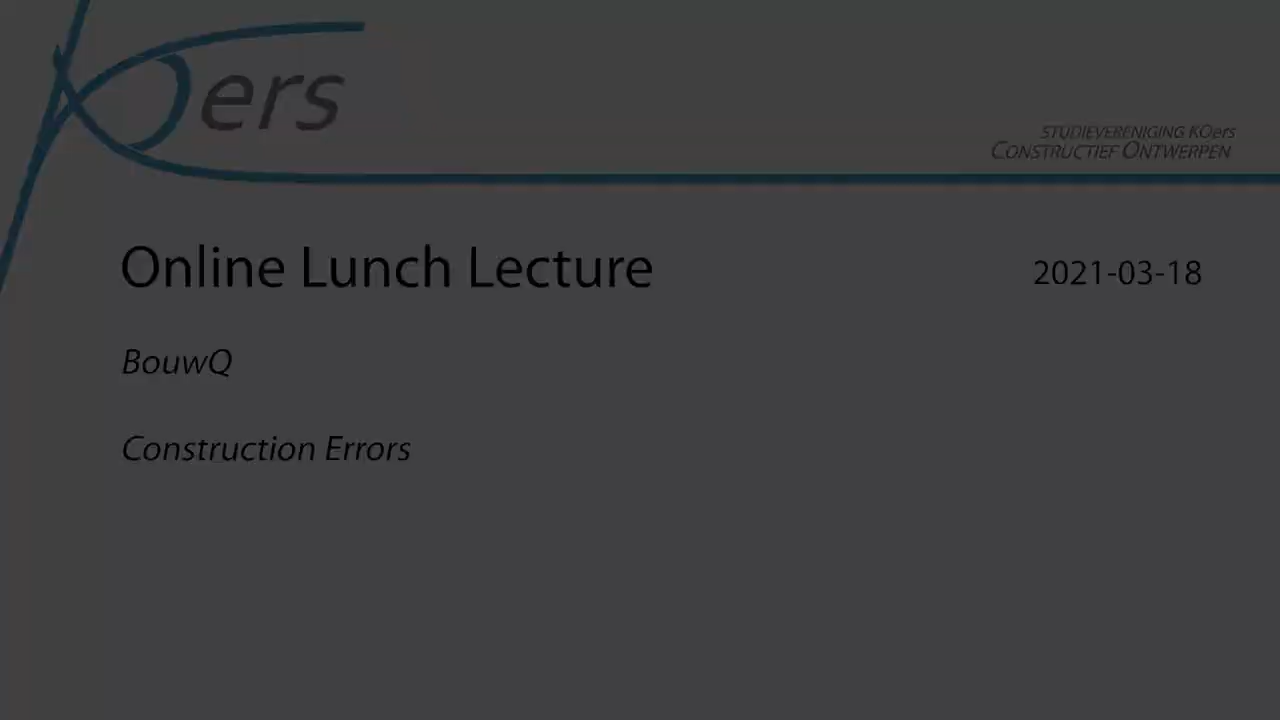 KOers
STUDIEVERENIGING KOers
CONSTRUCTIEF ONTWERPEN
Online Lunch Lecture
2021-03-18
BouwQ
Construction Errors